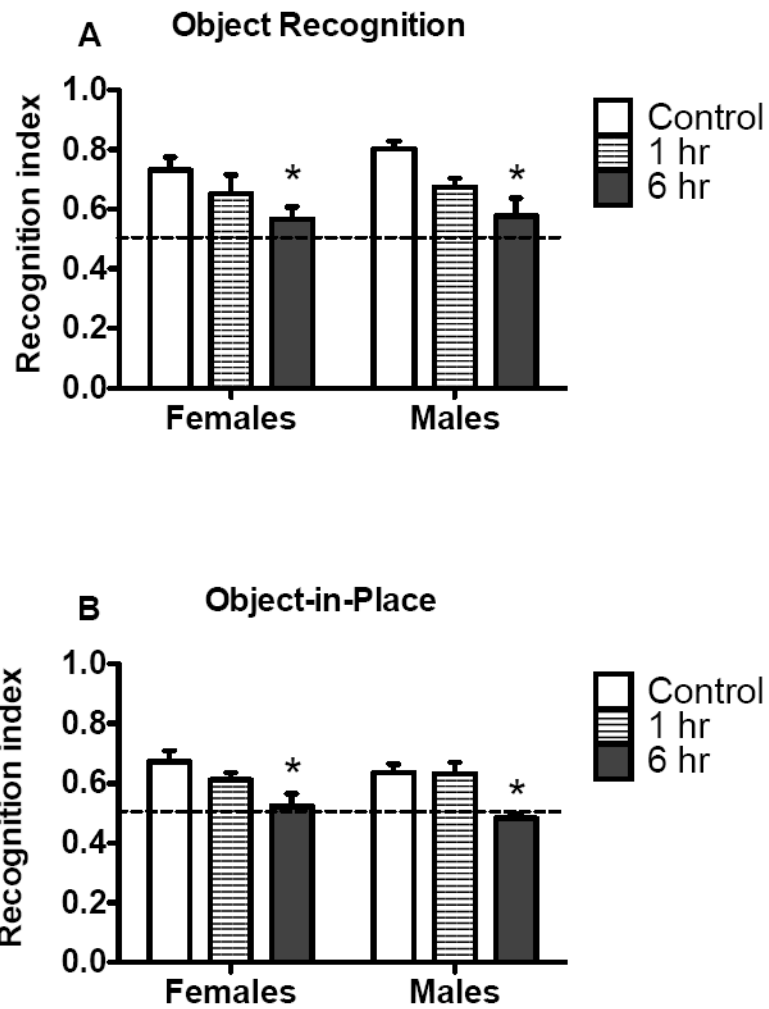 A
Object Recognition
Recognition index
1.0
0.8
0.6
0.4
0.2
0.0
*
*
Females
Males
Control
1 hr
6 hr
B
Object-in-Place
Recognition index
1.0
0.8
0.6
0.4
0.2
0.0
*
*
Females
Males
Control
1 hr
6 hr